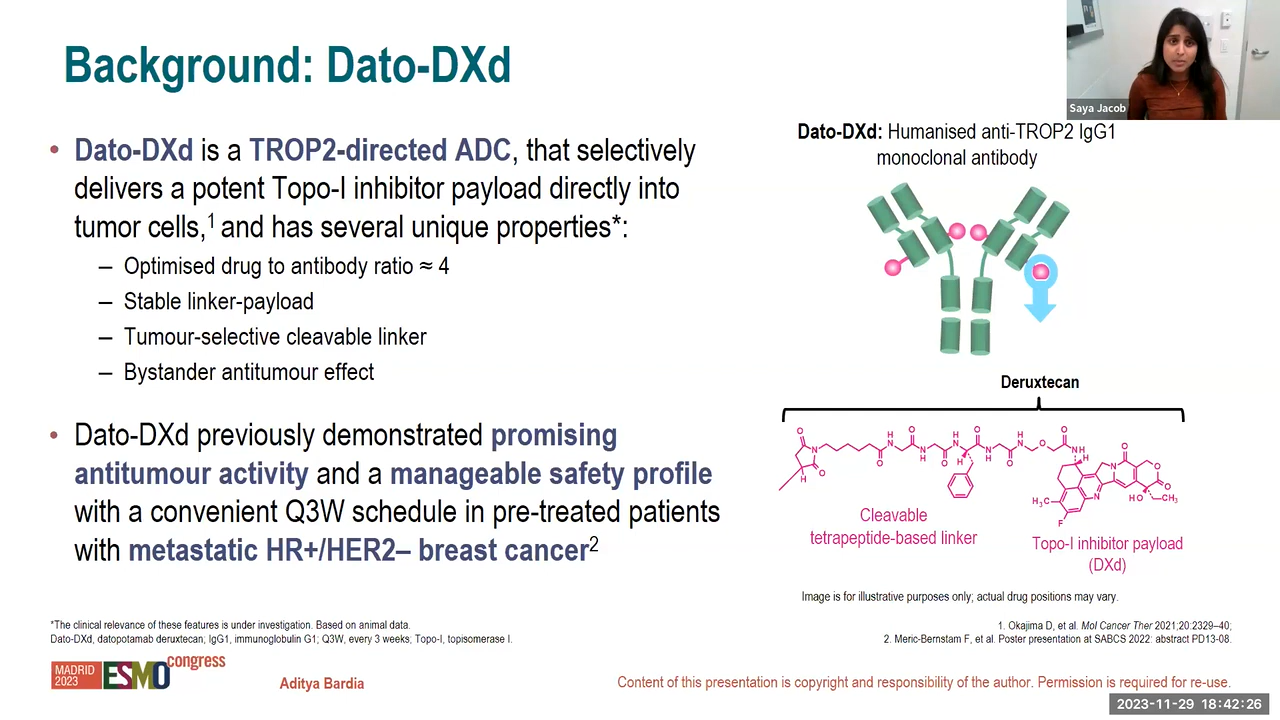 Background: Dato-DXd
Saya Jacob
• Dato-DXd is a TROP2-directed ADC, that selectively
delivers a potent Topo-I inhibitor payload directly into
tumor cells,1 and has several unique properties*:
– Optimised drug to antibody ratio ≈ 4
– Stable linker-payload
– Tumour-selective cleavable linker
– Bystander antitumour effect
• Dato-DXd previously demonstrated promising
antitumour activity and a manageable safety profile
with a convenient Q3W schedule in pre-treated patients
with metastatic HR+/HER2– breast cancer2
Dato-DXd: Humanised anti-TROP2 IgG1
monoclonal antibody
Deruxtecan
Cleavable
tetrapeptide-based linker
Topo-I inhibitor payload
(DXd)
Image is for illustrative purposes only; actual drug positions may vary.
*The clinical relevance of these features is under investigation. Based on animal data.
Dato-DXd, datopotamab deruxtecan; IgG1, immunoglobulin G1; Q3W, every 3 weeks; Topo-I, topisomerase I.
1. Okajima D, et al. Mol Cancer Ther 2021;20:2329–40;
2. Meric-Bernstam F, et al. Poster presentation at SABCS 2022: abstract PD13-08.
MADRID
2023
ESMO congress
Aditya Bardia
Content of this presentation is copyright and responsibility of the author. Permission is required for re-use.
2023-11-29 18:42:26